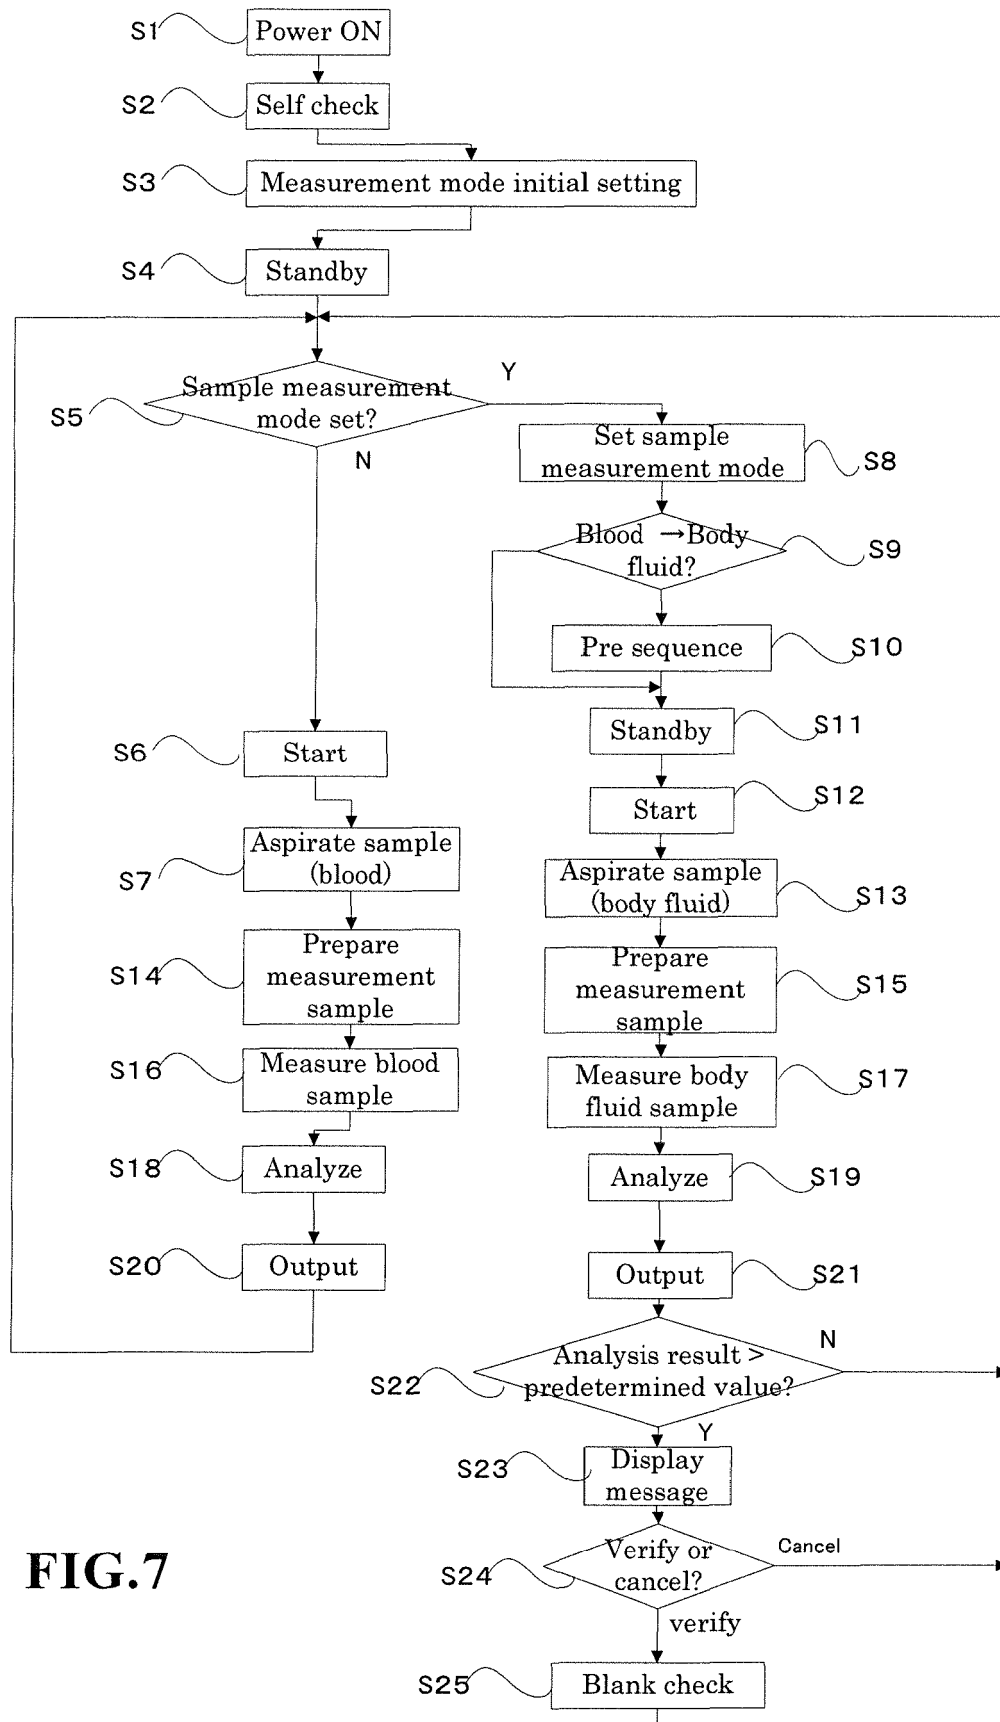 S1
Power ON
S2
Self check
S3
Measurement mode initial setting
S4
Standby
S5
Sample measurement
mode set?
Y
N
S8
Set sample
measurement mode
S9
Blood →Body
fluid?
S10
Pre sequence
S11
Standby
S6
Start
S12
Start
S7
Aspirate sample
(blood)
S13
Aspirate sample
(body fluid)
S14
Prepare
measurement
sample
S15
Prepare
measurement
sample
S16
Measure blood
sample
S17
Measure body
fluid sample
S18
Analyze
S19
Analyze
S20
Output
S21
Output
S22
Analysis result >
predetermined value?
N
Y
S23
Display
message
S24
Verify or
cancel?
Cancel
verify
S25
Blank check
FIG.7